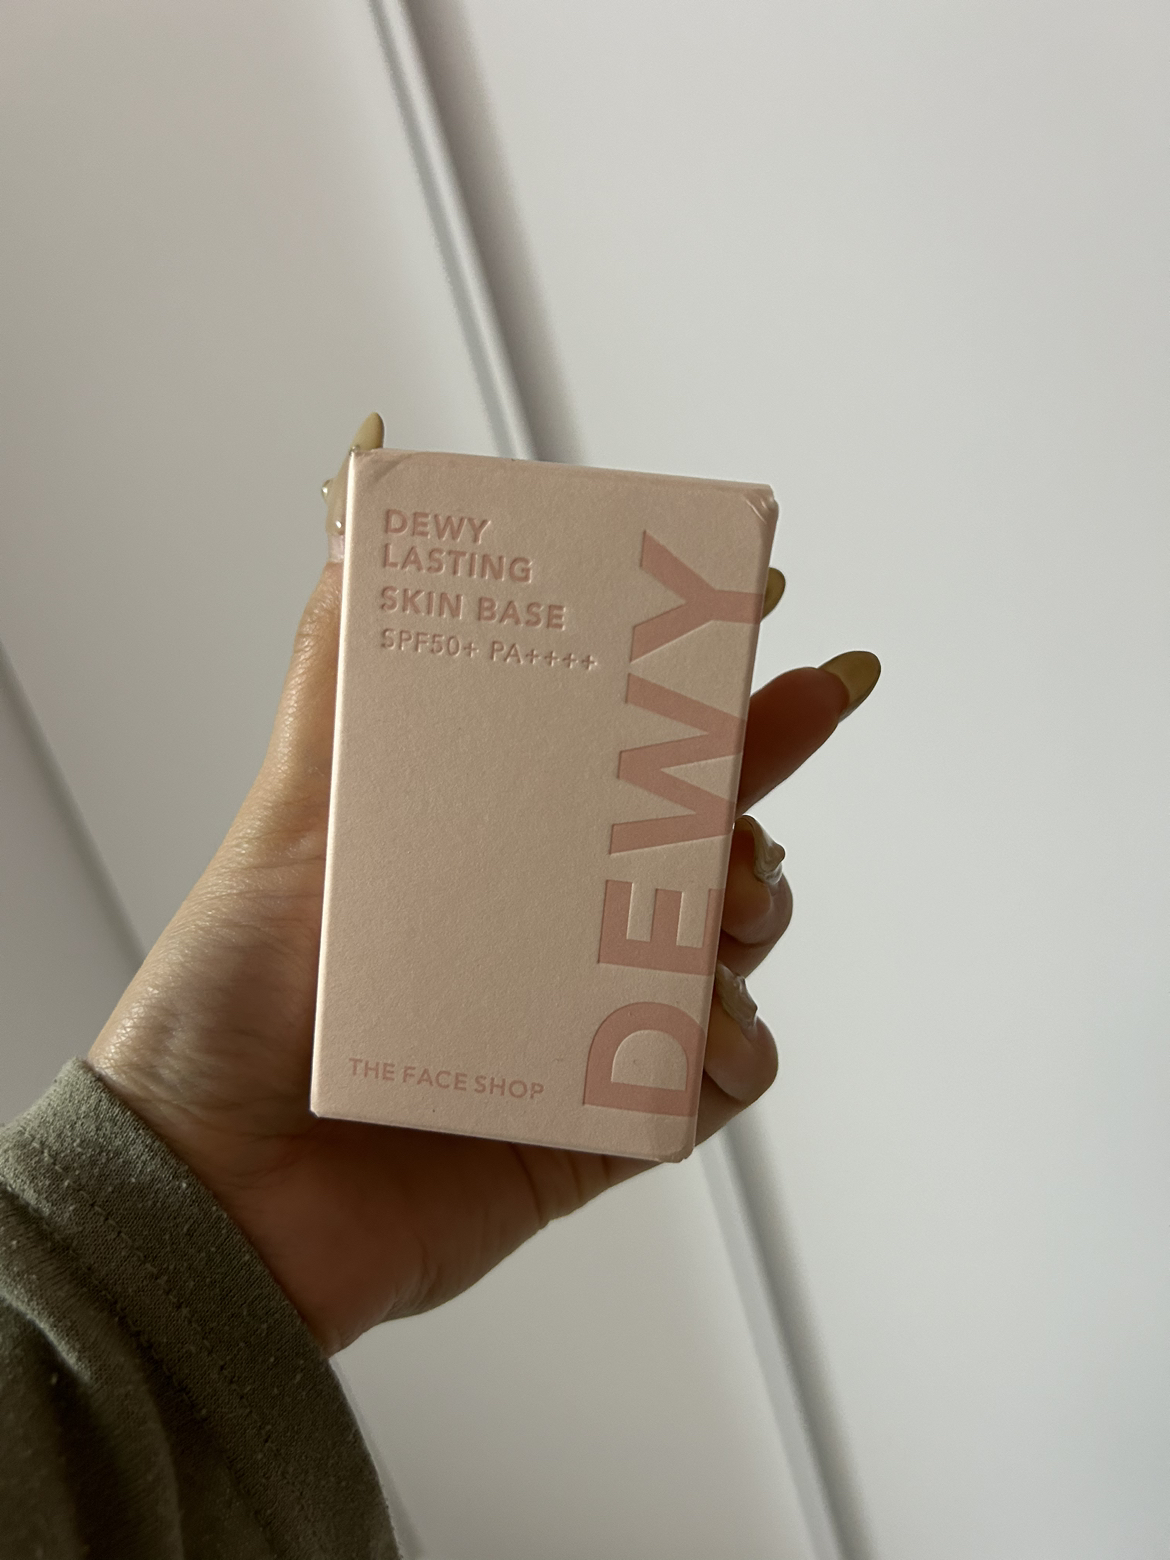 DEWY
LASTING
SKIN BASE
SPF50+ PA++++
DEWY
THE FACE SHOP